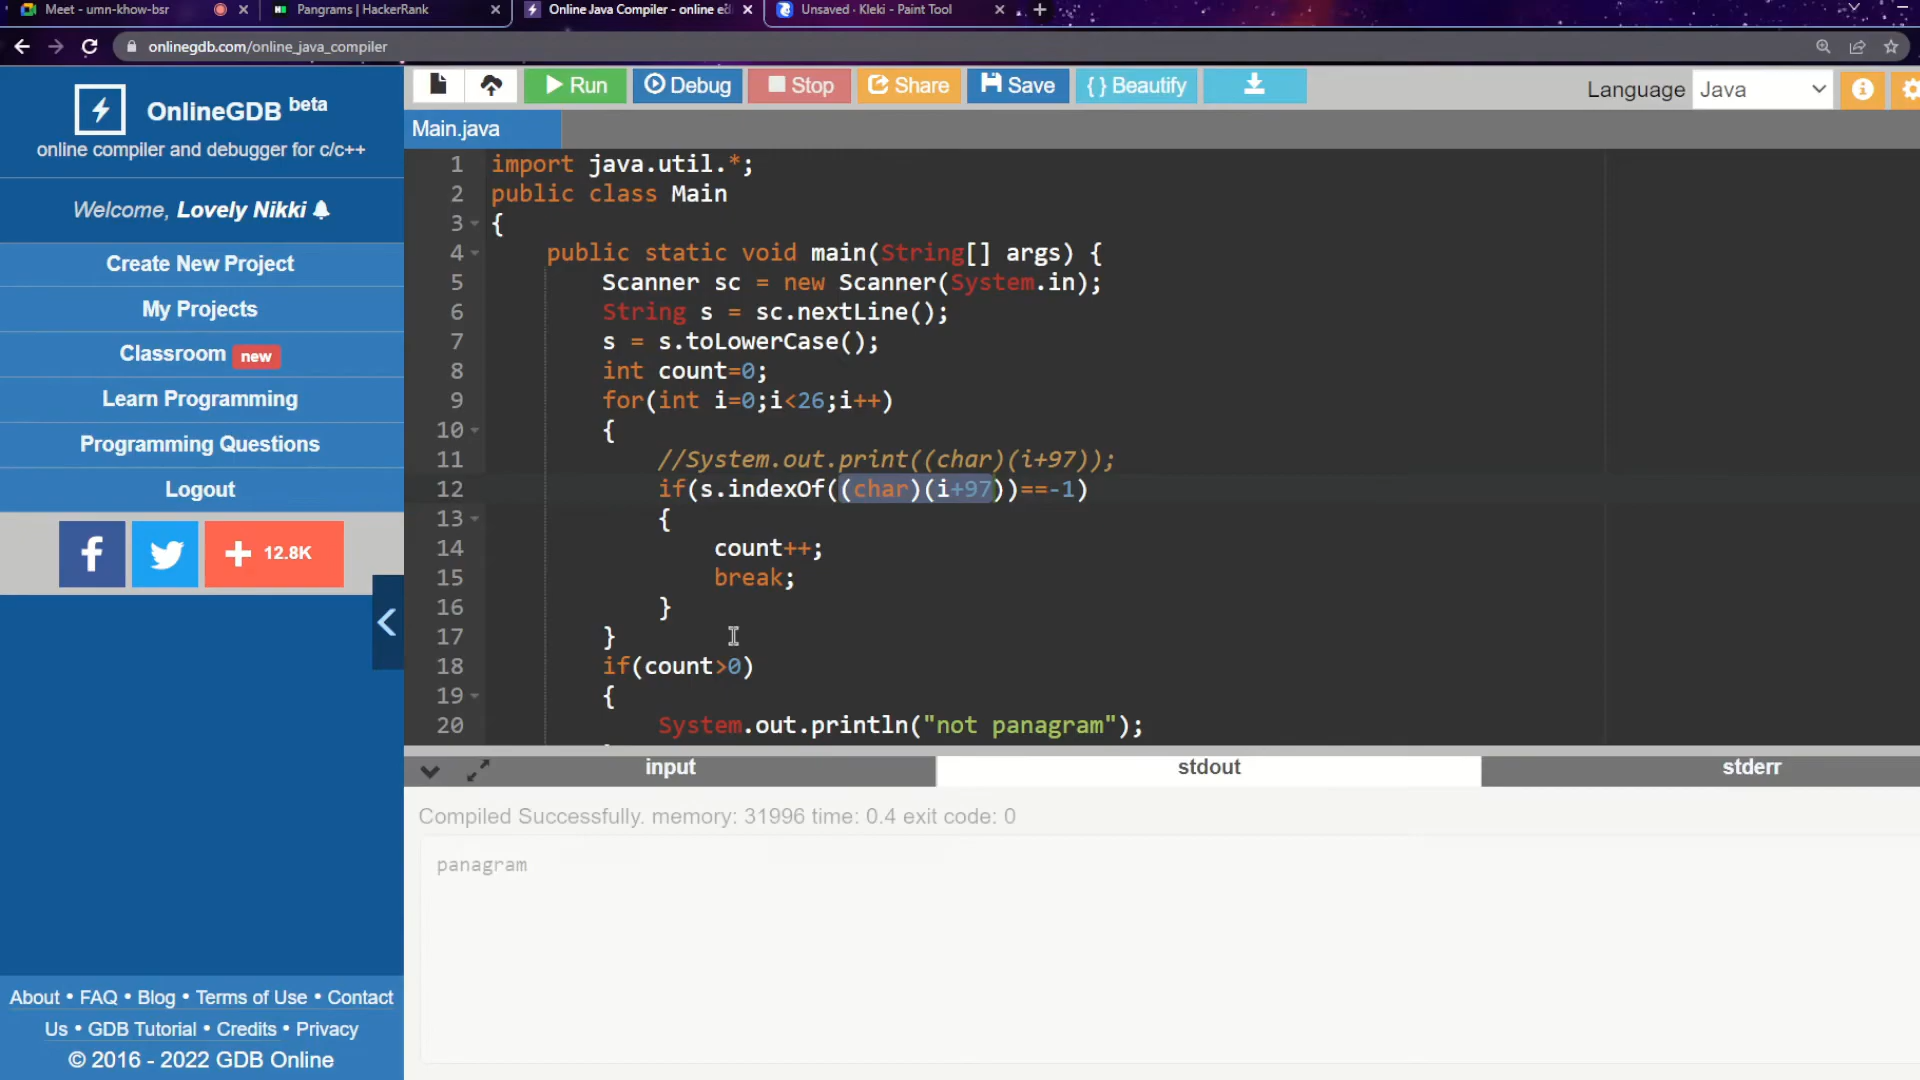 Meet - umn-khow-bsr
Pangrams | HackerRank
Online Java Compiler - online ed
Unsaved · Kleki - Paint Tool
onlinegdb.com/online_java_compiler
OnlineGDB beta
online compiler and debugger for c/c++
Welcome, Lovely Nikki
Create New Project
My Projects
Classroom new
Learn Programming
Programming Questions
Logout
+ 12.8K
About • FAQ • Blog • Terms of Use • Contact
Us • GDB Tutorial • Credits • Privacy
© 2016 - 2022 GDB Online
Run
Debug
Stop
Share
Save
{ } Beautify
Language Java
Main.java
1 import java.util.*;
2 public class Main
3 {
4 public static void main(String[] args) {
5 Scanner sc = new Scanner(System.in);
6 String s = sc.nextLine();
7 s = s.toLowerCase();
8 int count=0;
9 for(int i=0;i<26;i++)
10 {
11 //System.out.print((char)(i+97));
12 if(s.indexOf((char)(i+97))==-1)
13 {
14 count++;
15 break;
16 }
17 }
18 if(count>0)
19 {
20 System.out.println("not panagram");
input
stdout
stderr
Compiled Successfully. memory: 31996 time: 0.4 exit code: 0
panagram